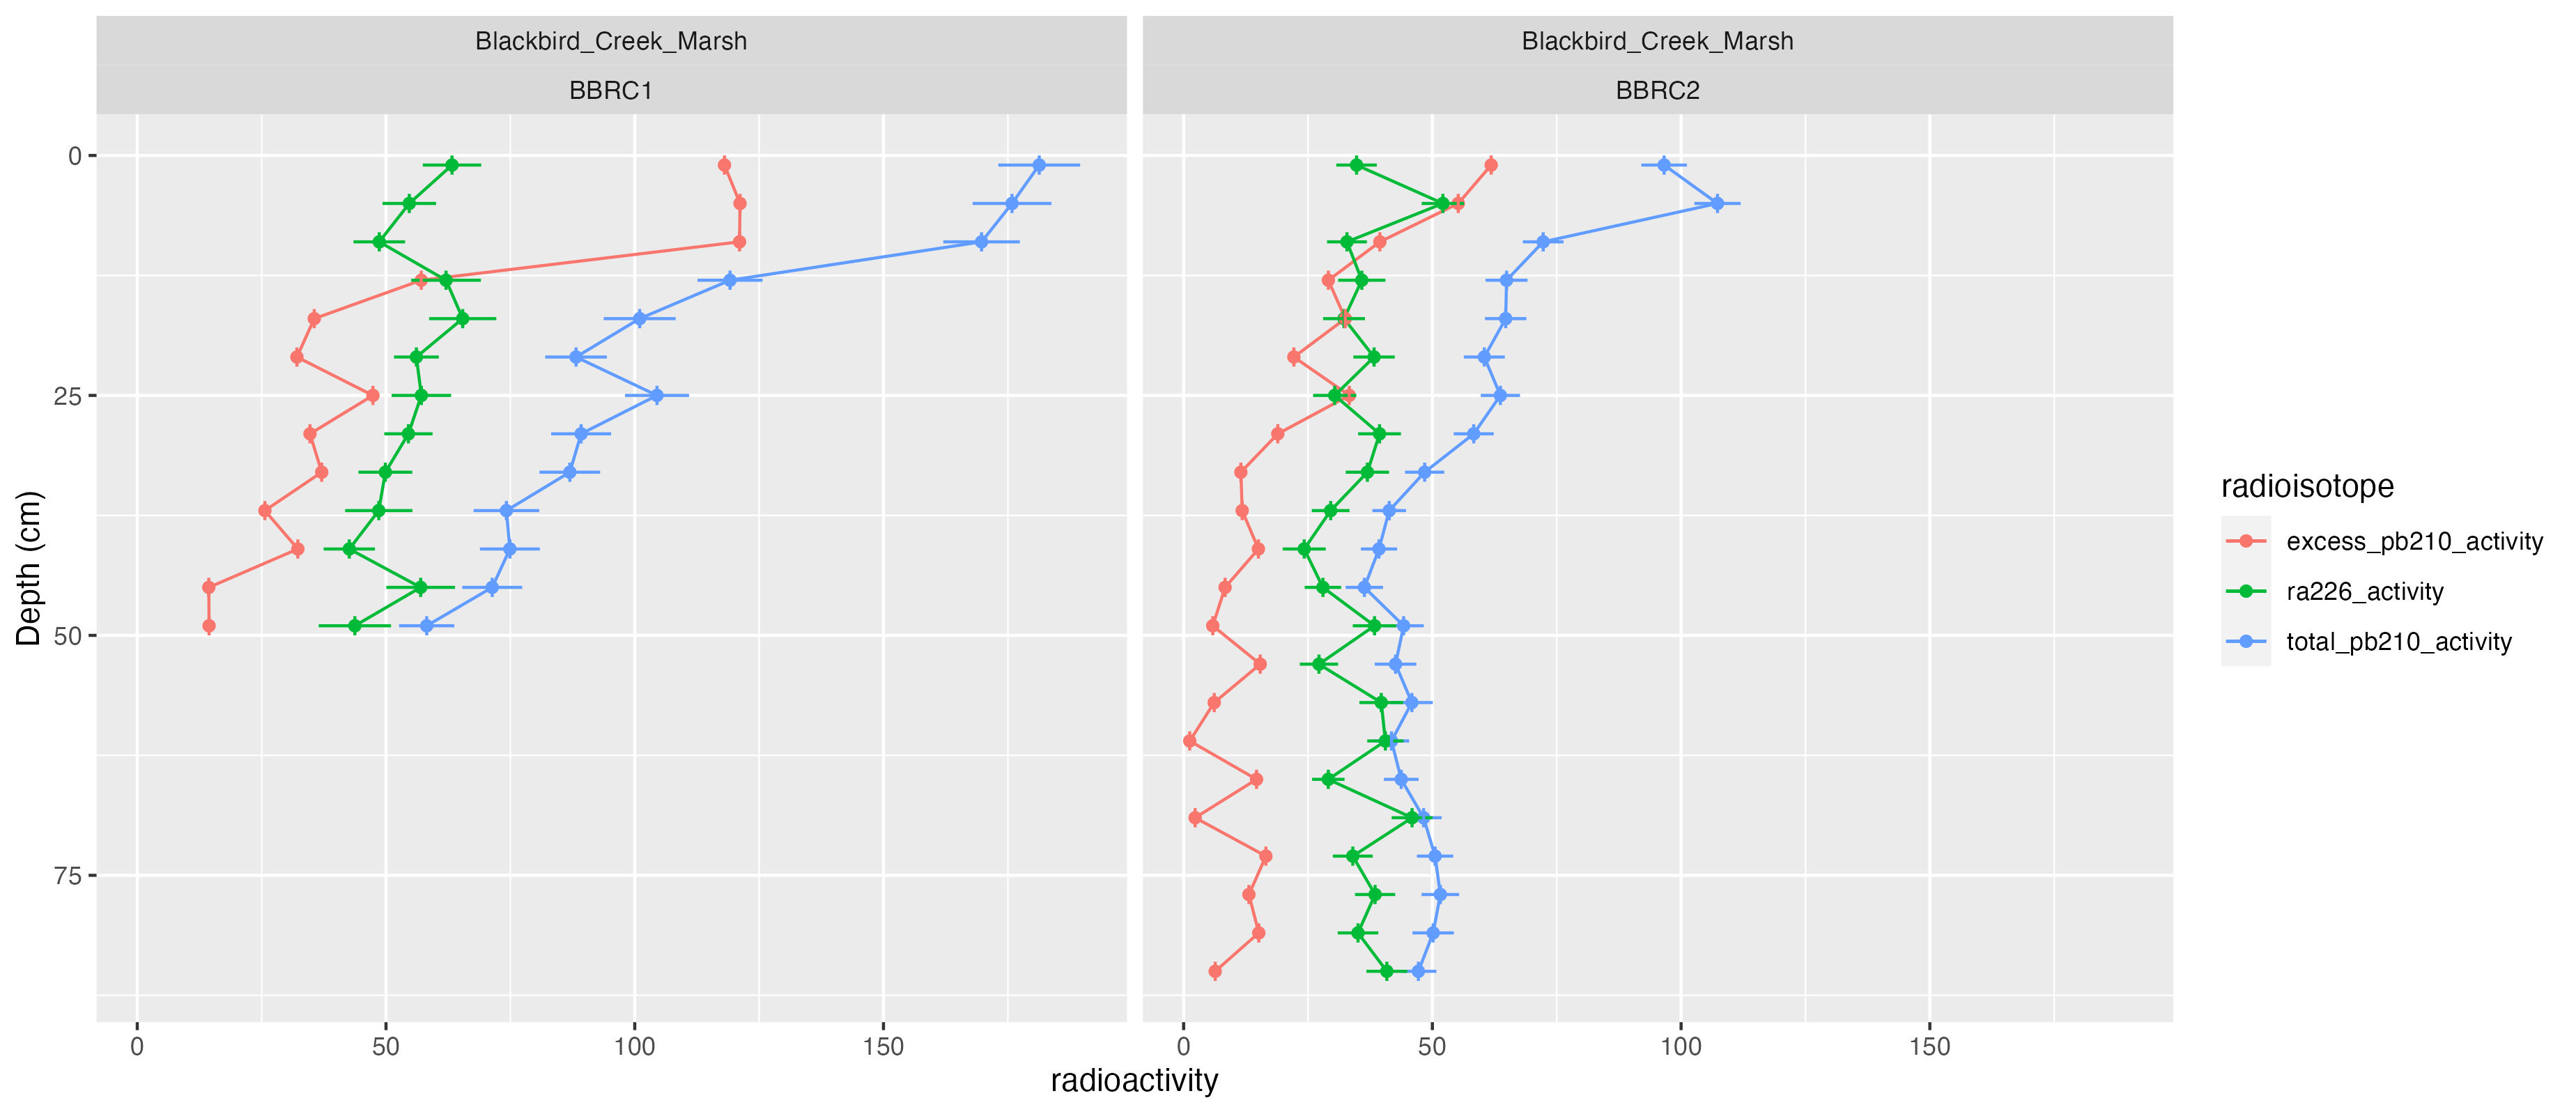 Blackbird_Creek_Marsh
Blackbird_Creek_Marsh
BBRC1
BBRC2
0
25
50
75
Depth (cm)
0
50
100
150
0
50
100
150
radioactivity
radioisotope
excess_pb210_activity
ra226_activity
total_pb210_activity